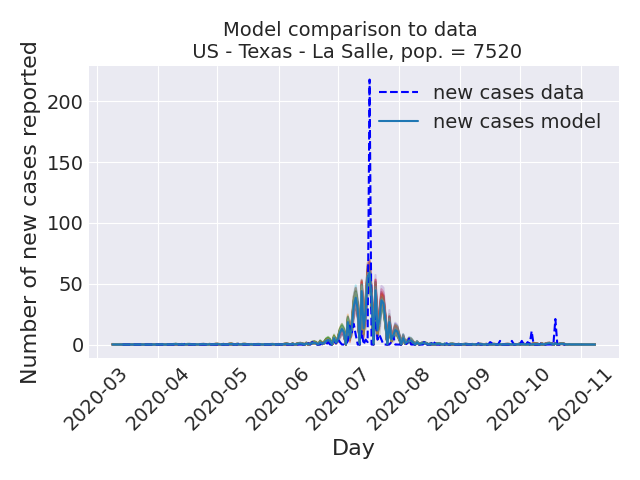 Model comparison to data
US - Texas - La Salle, pop. = 7520
Number of new cases reported
200
150
100
50
0
new cases data
new cases model
2020-03
2020-04
2020-05
2020-06
2020-07
2020-08
2020-09
2020-10
2020-11
Day